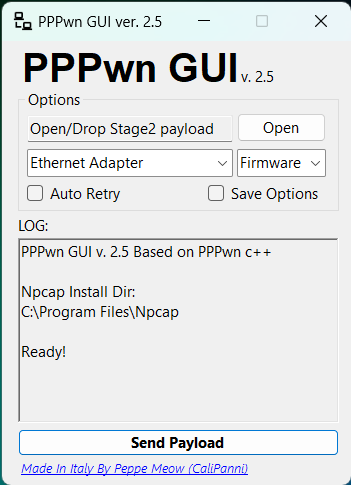 PPPwn GUI ver. 2.5
PPPwn GUI v. 2.5
Options
Open/Drop Stage2 payload Open
Ethernet Adapter Firmware
Auto Retry Save Options
LOG:
PPPwn GUI v. 2.5 Based on PPPwn c++
Npcap Install Dir:
C:\Program Files\Npcap
Ready!
Send Payload
Made In Italy By Peppe Meow (CaliPanni)